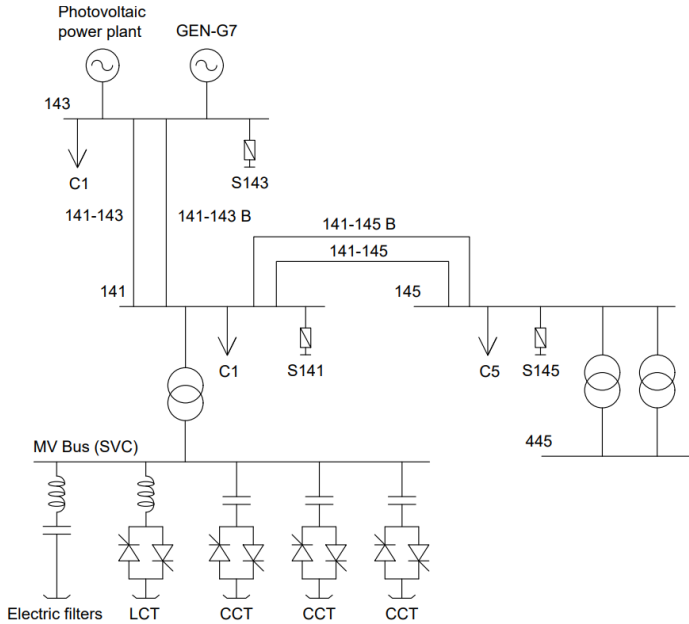 Photovoltaic
power plant
GEN-G7
143
C1
S143
141-143
141-143 B
141-145 B
141-145
141
145
C1
S141
C5
S145
445
MV Bus (SVC)
Electric filters
LCT
CCT
CCT
CCT